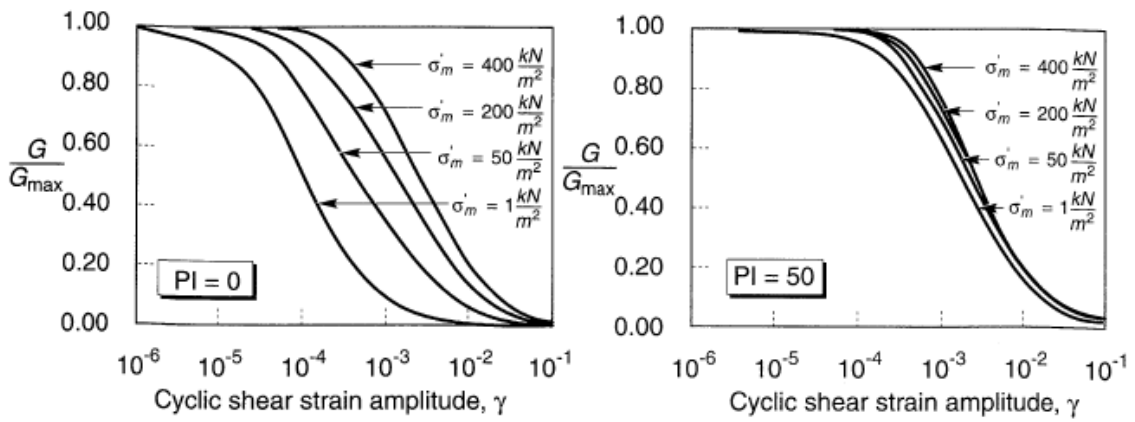 1.00
0.80
0.60
0.40
0.20
0.00
G
G_max
σ'_m = 400 kN/m²
σ'_m = 200 kN/m²
σ'_m = 50 kN/m²
σ'_m = 1 kN/m²
PI = 0
10⁻⁶ 10⁻⁵ 10⁻⁴ 10⁻³ 10⁻² 10⁻¹
Cyclic shear strain amplitude, γ
1.00
0.80
0.60
0.40
0.20
0.00
G
G_max
σ'_m = 400 kN/m²
σ'_m = 200 kN/m²
σ'_m = 50 kN/m²
σ'_m = 1 kN/m²
PI = 50
10⁻⁶ 10⁻⁵ 10⁻⁴ 10⁻³ 10⁻² 10⁻¹
Cyclic shear strain amplitude, γ